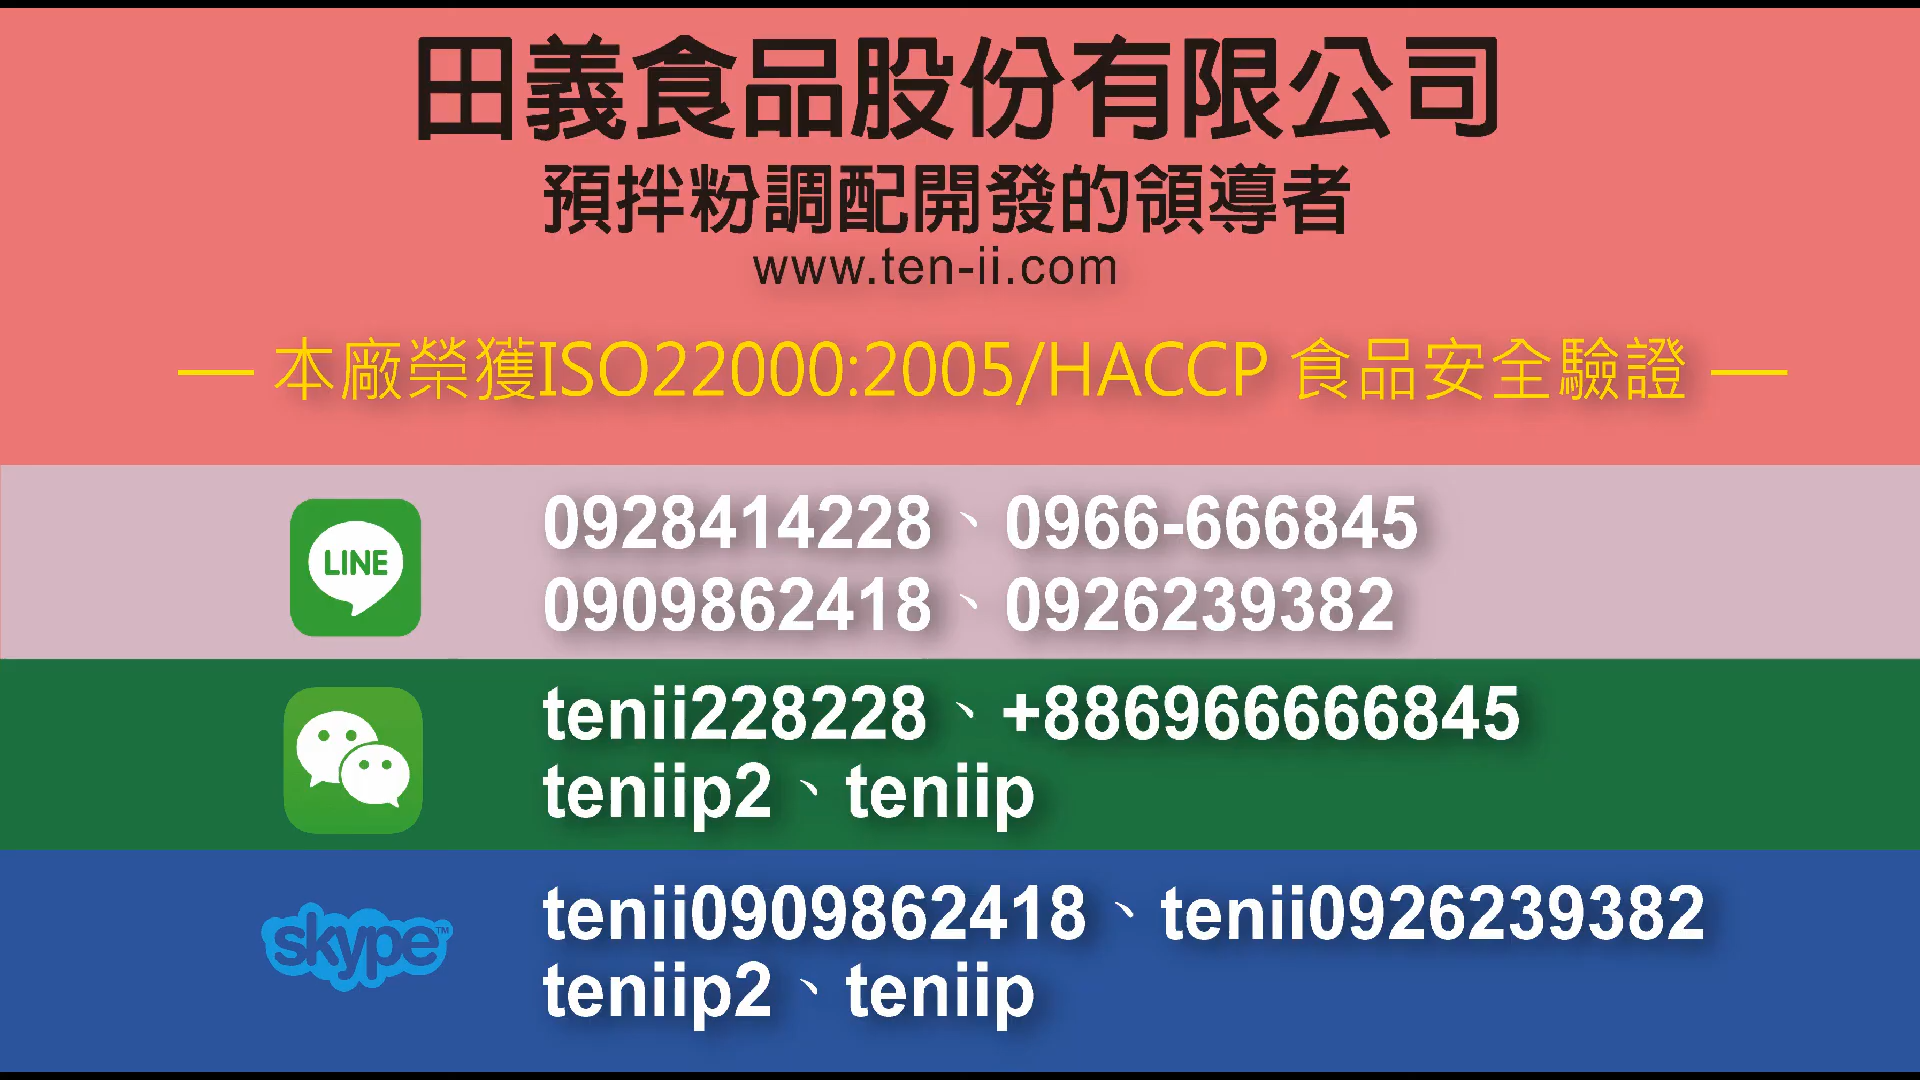 田義食品股份有限公司
預拌粉調配開發的領導者
www.ten-ii.com
— 本廠榮獲ISO22000:2005/HACCP 食品安全驗證 —
LINE
0928414228、0966-666845
0909862418、0926239382
tenii228228、+886966666845
teniip2、teniip
skype™
tenii0909862418、tenii0926239382
teniip2、teniip